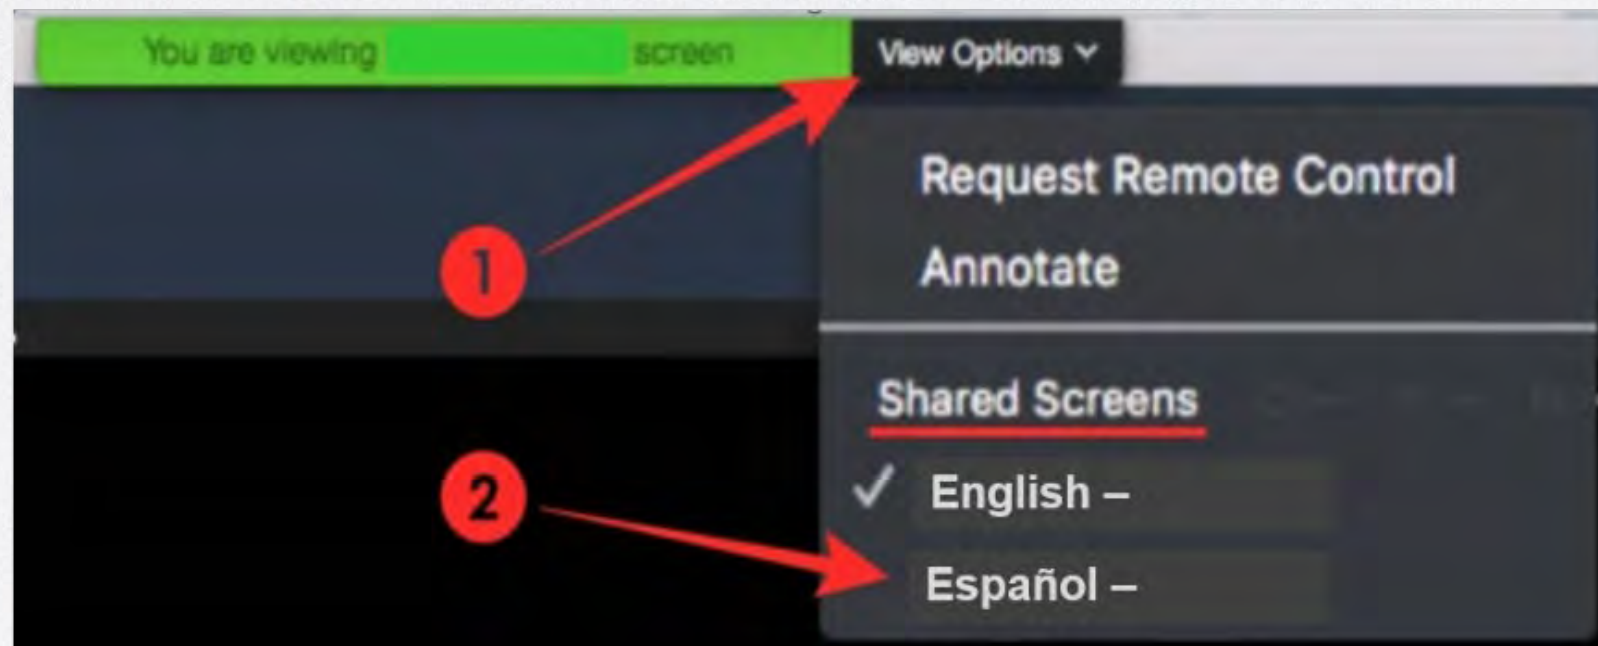 You are viewing screen View Options
Request Remote Control
1
Annotate
Shared Screens
2
English –
Español –